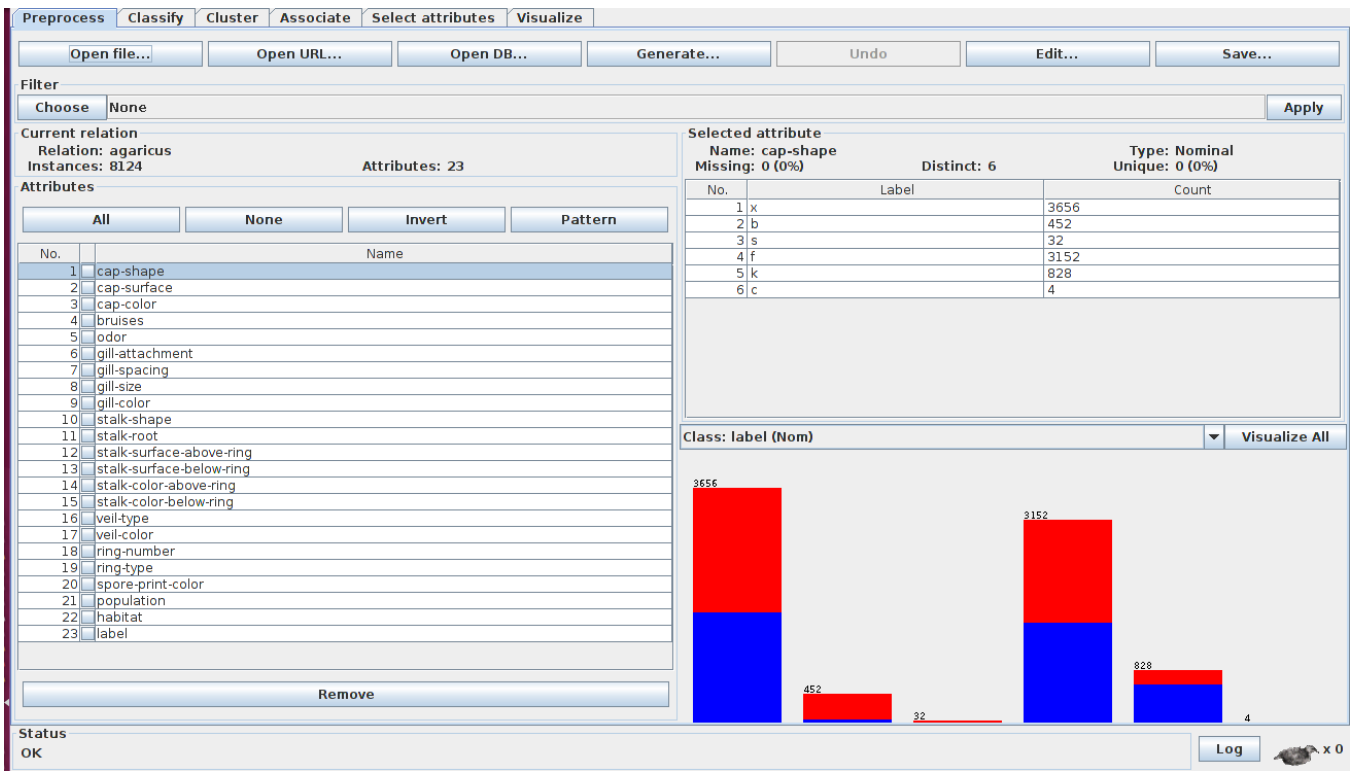 Preprocess Classify Cluster Associate Select attributes Visualize
Open file... Open URL... Open DB... Generate... Undo Edit... Save...
Filter
Choose None Apply
Current relation
Relation: agaricus
Instances: 8124 Attributes: 23
Attributes
All None Invert Pattern
No. Name
1 cap-shape
2 cap-surface
3 cap-color
4 bruises
5 odor
6 gill-attachment
7 gill-spacing
8 gill-size
9 gill-color
10 stalk-shape
11 stalk-root
12 stalk-surface-above-ring
13 stalk-surface-below-ring
14 stalk-color-above-ring
15 stalk-color-below-ring
16 veil-type
17 veil-color
18 ring-number
19 ring-type
20 spore-print-color
21 population
22 habitat
23 label
Remove
Selected attribute
Name: cap-shape Type: Nominal
Missing: 0 (0%) Distinct: 6 Unique: 0 (0%)
No. Label Count
1 x 3656
2 b 452
3 s 32
4 f 3152
5 k 828
6 c 4
Class: label (Nom) Visualize All
3656
452
32
3152
828
4
Status
OK
Log x 0